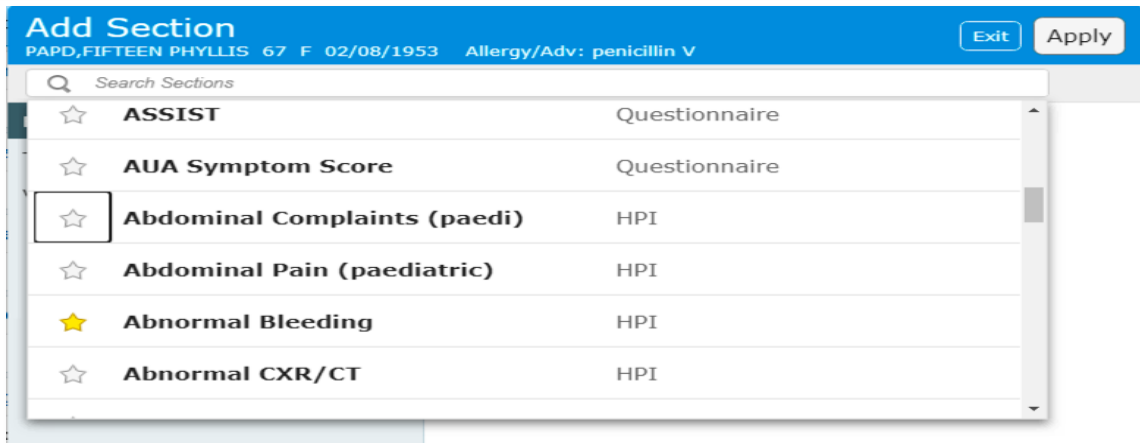 Add Section
PAPD,FIFTEEN PHYLLIS 67 F 02/08/1953 Allergy/Adv: penicillin V
Exit
Apply
Search Sections
ASSIST Questionnaire
AUA Symptom Score Questionnaire
Abdominal Complaints (paedi) HPI
Abdominal Pain (paediatric) HPI
Abnormal Bleeding HPI
Abnormal CXR/CT HPI